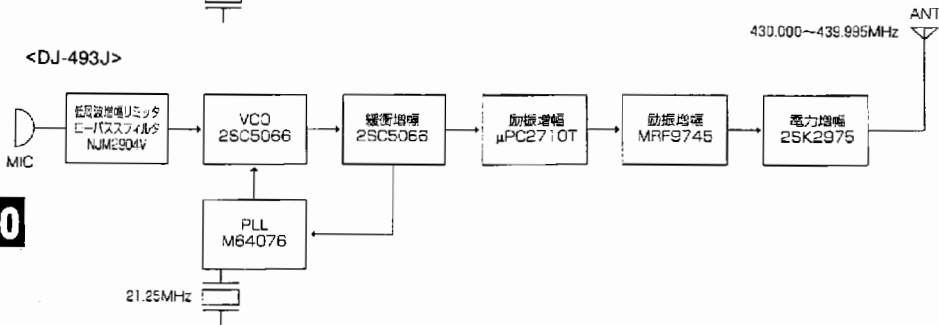 ANT
430.000～439.995MHz
<DJ-493J>
MIC
低周波増幅リミッタ
ローパスフィルタ
NJM2904V
VCO
2SC5066
緩衝増幅
2SC5066
励振増幅
μPC2710T
励振増幅
MRF9745
電力増幅
2SK2975
PLL
M64076
0
21.25MHz